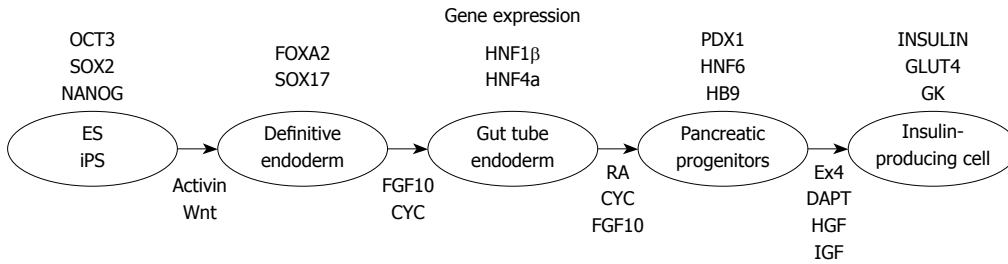 Gene expression
OCT3
SOX2
NANOG
FOXA2
SOX17
HNF1β
HNF4a
PDX1
HNF6
HB9
INSULIN
GLUT4
GK
ES
iPS
Definitive
endoderm
Gut tube
endoderm
Pancreatic
progenitors
Insulin-
producing cell
Activin
Wnt
FGF10
CYC
RA
CYC
FGF10
Ex4
DAPT
HGF
IGF